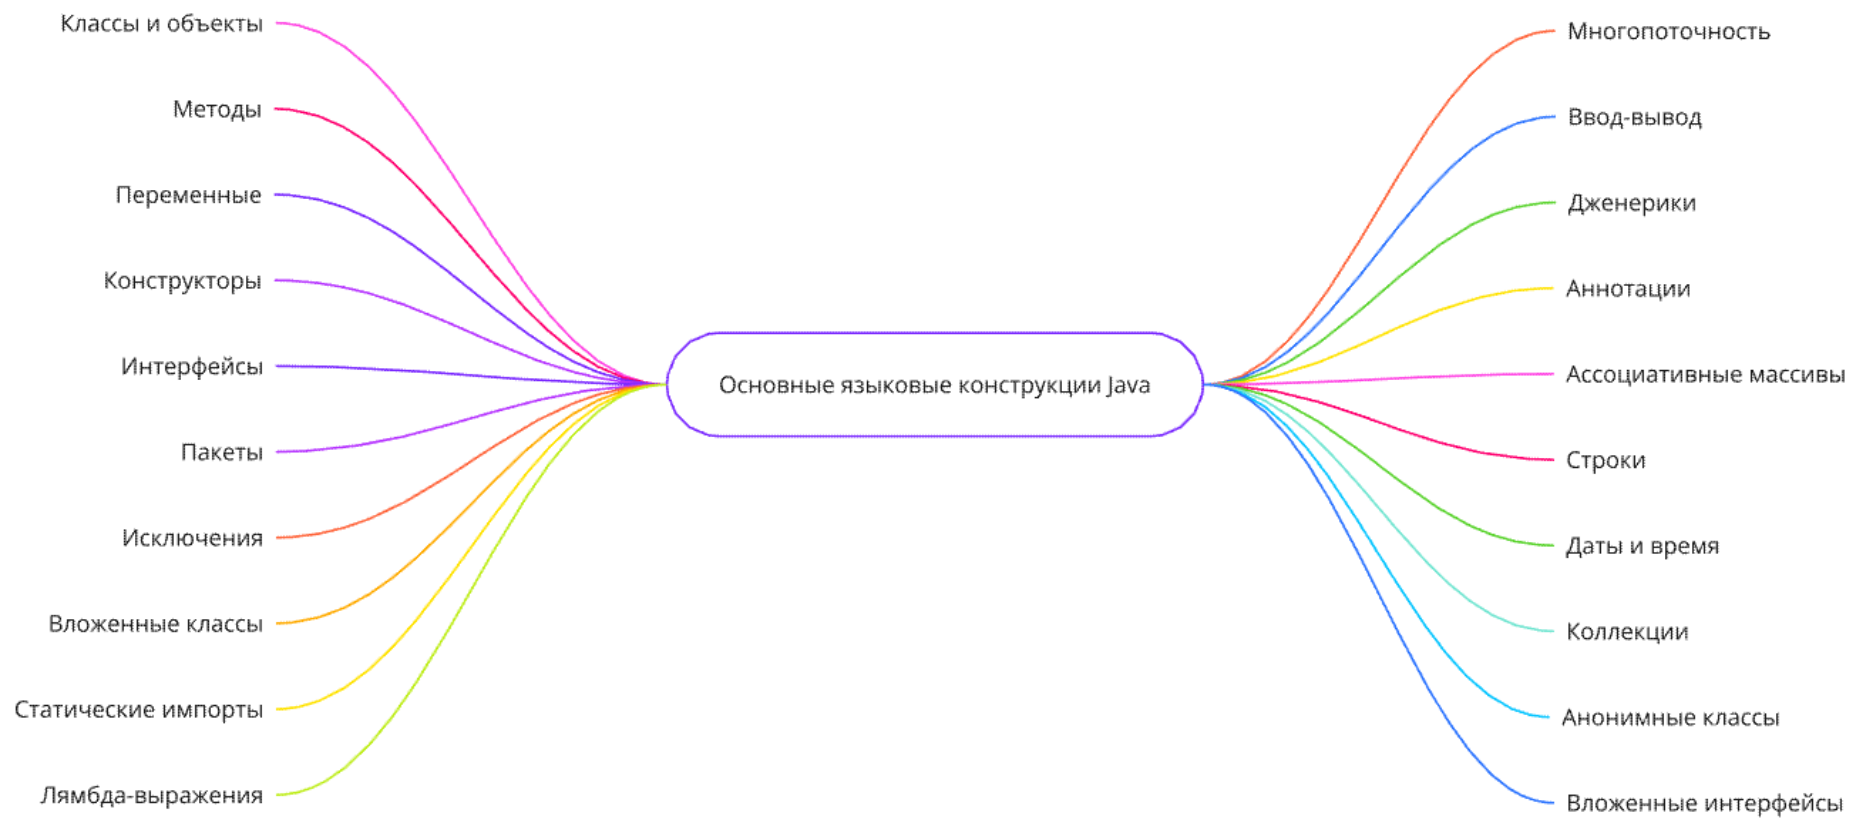 Классы и объекты
Методы
Переменные
Конструкторы
Интерфейсы
Пакеты
Исключения
Вложенные классы
Статические импорты
Лямбда-выражения
Основные языковые конструкции Java
Многопоточность
Ввод-вывод
Дженерики
Аннотации
Ассоциативные массивы
Строки
Даты и время
Коллекции
Анонимные классы
Вложенные интерфейсы